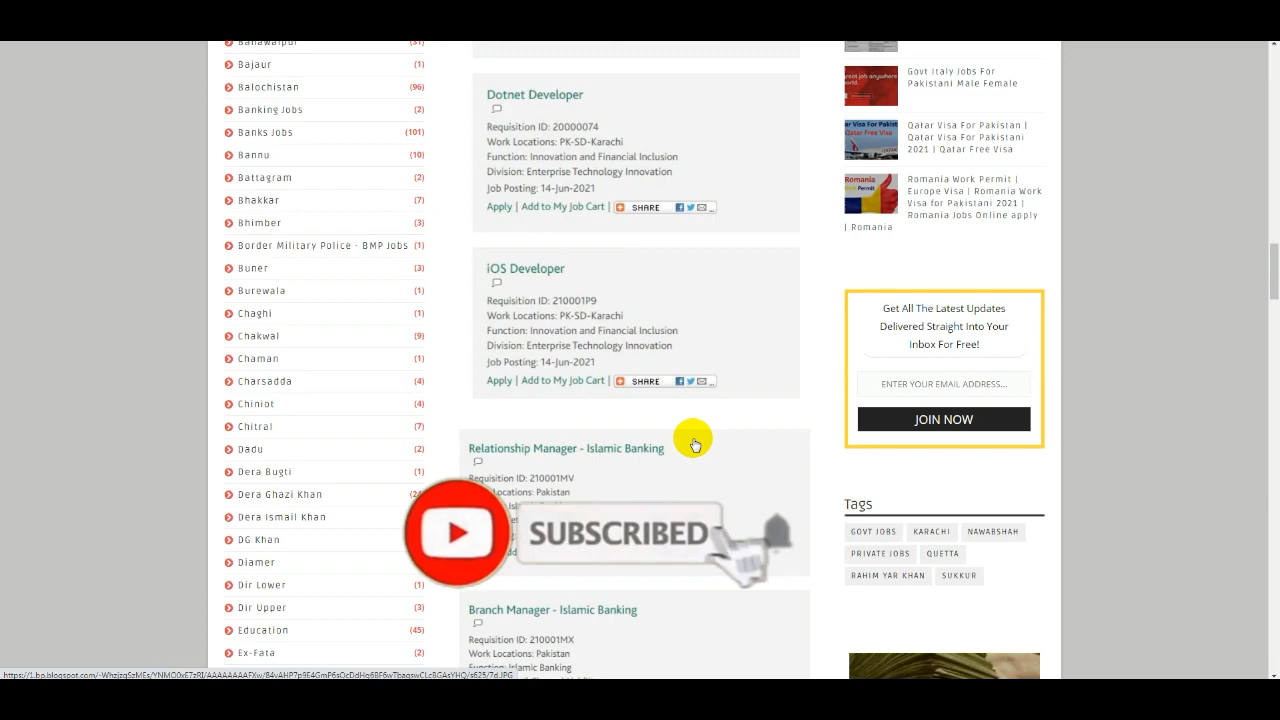 Bahawalpur (51)
Bajaur (1)
Balochistan (96)
Banking Jobs (2)
Banks Jobs (101)
Bannu (10)
Battagram (2)
Bhakkar (7)
Bhimber (3)
Border Military Police - BMP Jobs (1)
Buner (3)
Burewala (1)
Chaghi (1)
Chakwal (9)
Chaman (1)
Charsadda (4)
Chiniot (4)
Chitral (7)
Dadu (2)
Dera Bugti (1)
Dera Ghazi Khan
Dera Ismail Khan
DG Khan
Diamer
Dir Lower (1)
Dir Upper (3)
Education (45)
Ex-Fata (2)
Dotnet Developer
Requisition ID: 20000074
Work Locations: PK-SD-Karachi
Function: Innovation and Financial Inclusion
Division: Enterprise Technology Innovation
Job Posting: 14-Jun-2021
Apply | Add to My Job Cart | SHARE
iOS Developer
Requisition ID: 210001P9
Work Locations: PK-SD-Karachi
Function: Innovation and Financial Inclusion
Division: Enterprise Technology Innovation
Job Posting: 14-Jun-2021
Apply | Add to My Job Cart | SHARE
Relationship Manager - Islamic Banking
Requisition ID: 210001MV
Locations: Pakistan
SUBSCRIBED
Branch Manager - Islamic Banking
Requisition ID: 210001MX
Work Locations: Pakistan
Function: Islamic Banking
Govt Italy Jobs For
Pakistani Male Female
Qatar Visa For Pakistan |
Qatar Visa For Pakistani
2021 | Qatar Free Visa
Romania Work Permit |
Europe Visa | Romania Work
Visa for Pakistani 2021 |
Romania Jobs Online apply
| Romania
Get All The Latest Updates
Delivered Straight Into Your
Inbox For Free!
ENTER YOUR EMAIL ADDRESS...
JOIN NOW
Tags
GOVT JOBS KARACHI NAWABSHAH
PRIVATE JOBS QUETTA
RAHIM YAR KHAN SUKKUR